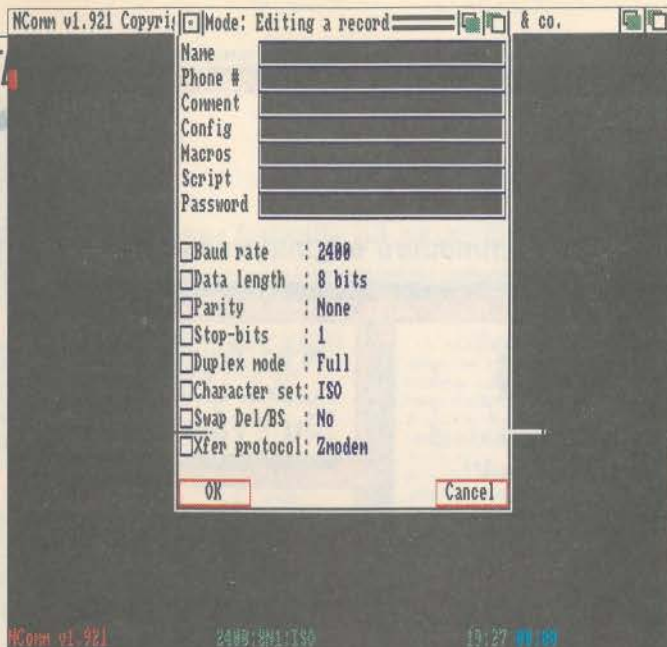 NComm v1.921 Copyri
Mode: Editing a record
& co.
Name
Phone #
Comment
Config
Macros
Script
Password
Baud rate : 2400
Data length : 8 bits
Parity : None
Stop-bits : 1
Duplex mode : Full
Character set: ISO
Swap Del/BS : No
Xfer protocol: Zmodem
OK
Cancel
NComm v1.921 2400:8N1:ISO 19:27 00:00